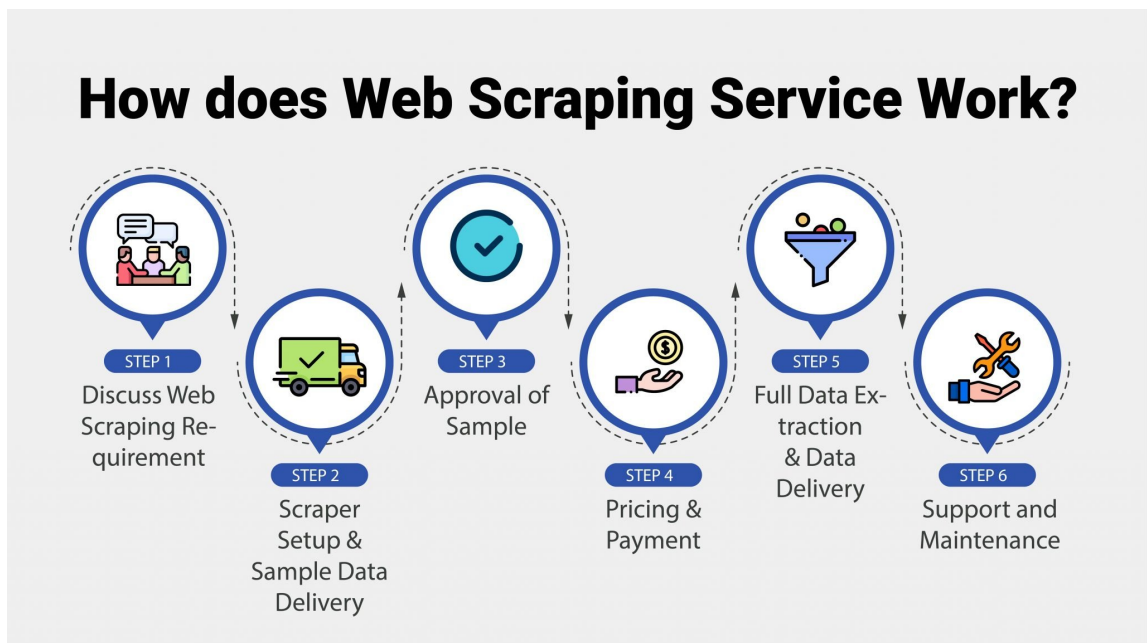 How does Web Scraping Service Work?
STEP 1
Discuss Web
Scraping Re-
quirement
STEP 2
Scraper
Setup &
Sample Data
Delivery
STEP 3
Approval of
Sample
STEP 4
Pricing &
Payment
STEP 5
Full Data Ex-
traction
& Data
Delivery
STEP 6
Support and
Maintenance